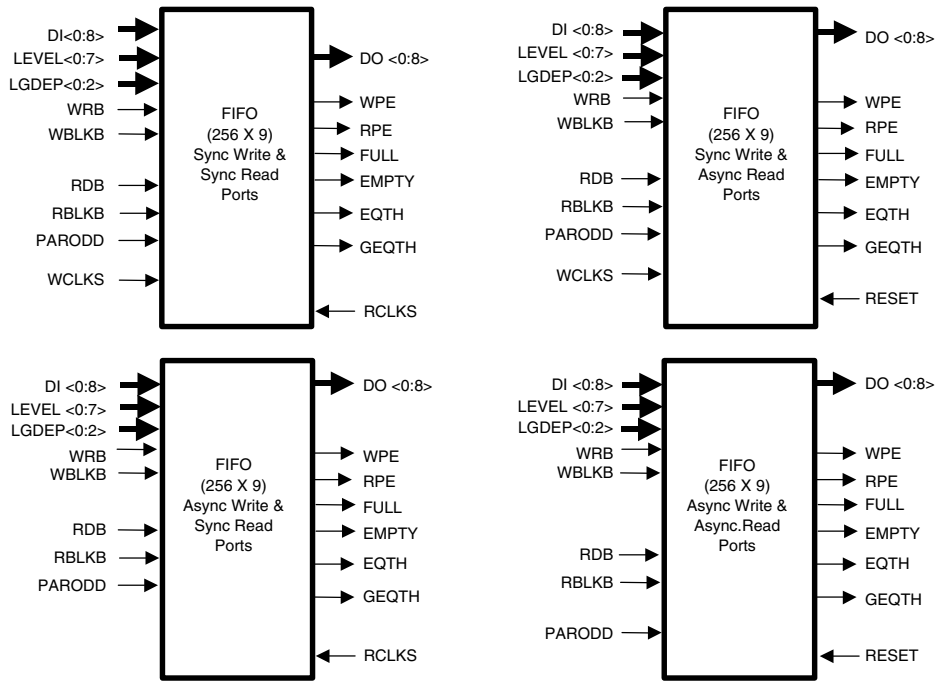 DI<0:8>
LEVEL<0:7>
LGDEP<0:2>
WRB
WBLKB
RDB
RBLKB
PARODD
WCLKS
FIFO
(256 X 9)
Sync Write &
Sync Read
Ports
DO <0:8>
WPE
RPE
FULL
EMPTY
EQTH
GEQTH
RCLKS
DI <0:8>
LEVEL <0:7>
LGDEP<0:2>
WRB
WBLKB
RDB
RBLKB
PARODD
WCLKS
FIFO
(256 X 9)
Sync Write &
Async Read
Ports
DO <0:8>
WPE
RPE
FULL
EMPTY
EQTH
GEQTH
RESET
DI <0:8>
LEVEL <0:7>
LGDEP<0:2>
WRB
WBLKB
RDB
RBLKB
PARODD
FIFO
(256 X 9)
Async Write &
Sync Read
Ports
DO <0:8>
WPE
RPE
FULL
EMPTY
EQTH
GEQTH
RCLKS
DI <0:8>
LEVEL <0:7>
LGDEP<0:2>
WRB
WBLKB
RDB
RBLKB
PARODD
FIFO
(256 X 9)
Async Write &
Async.Read
Ports
DO <0:8>
WPE
RPE
FULL
EMPTY
EQTH
GEQTH
RESET